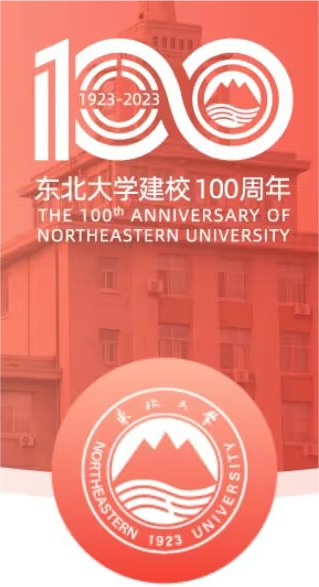 1923-2023
东北大学建校100周年
THE 100th ANNIVERSARY OF
NORTHEASTERN UNIVERSITY
東北大学
NORTHEASTERN 1923 UNIVERSITY